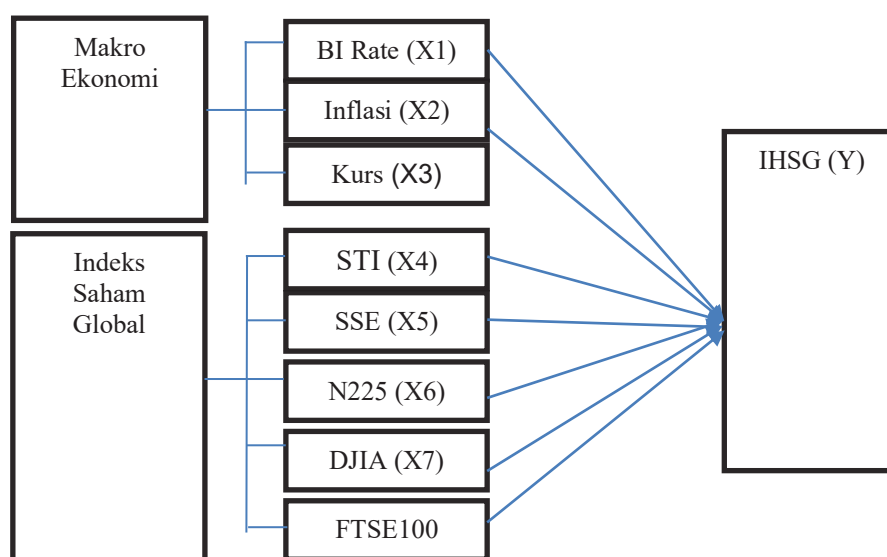 Makro
Ekonomi
BI Rate (X1)
Inflasi (X2)
Kurs (X3)
IHSG (Y)
Indeks
Saham
Global
STI (X4)
SSE (X5)
N225 (X6)
DJIA (X7)
FTSE100